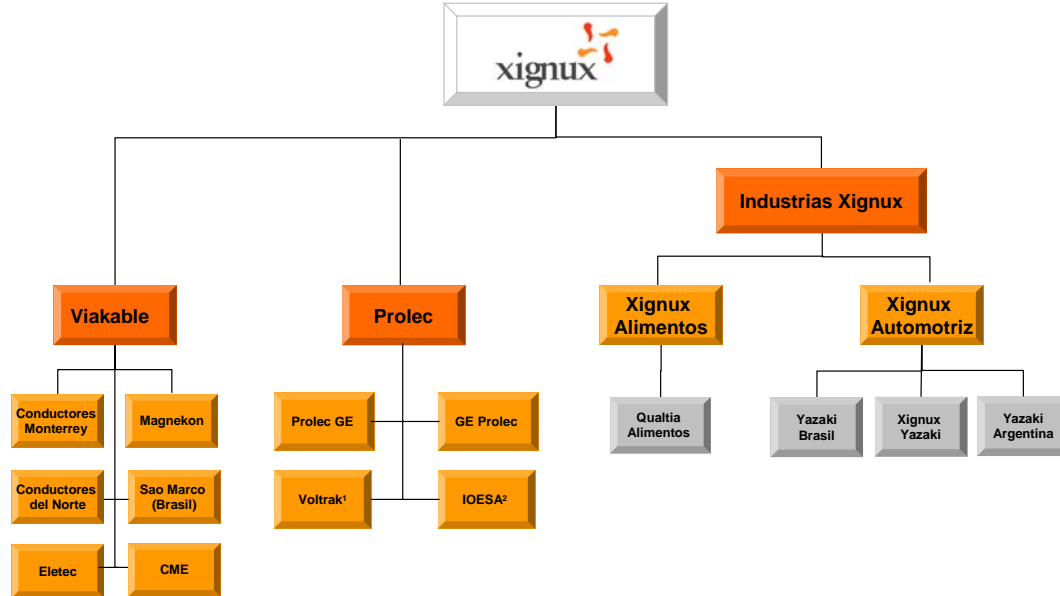 xignux
Industrias Xignux
Viakable
Prolec
Xignux
Alimentos
Xignux
Automotriz
Conductores
Monterrey
Magnekon
Prolec GE
GE Prolec
Qualtia
Alimentos
Yazaki
Brasil
Xignux
Yazaki
Yazaki
Argentina
Conductores
del Norte
Sao Marco
(Brasil)
Voltrak¹
IOESA²
Eletec
CME